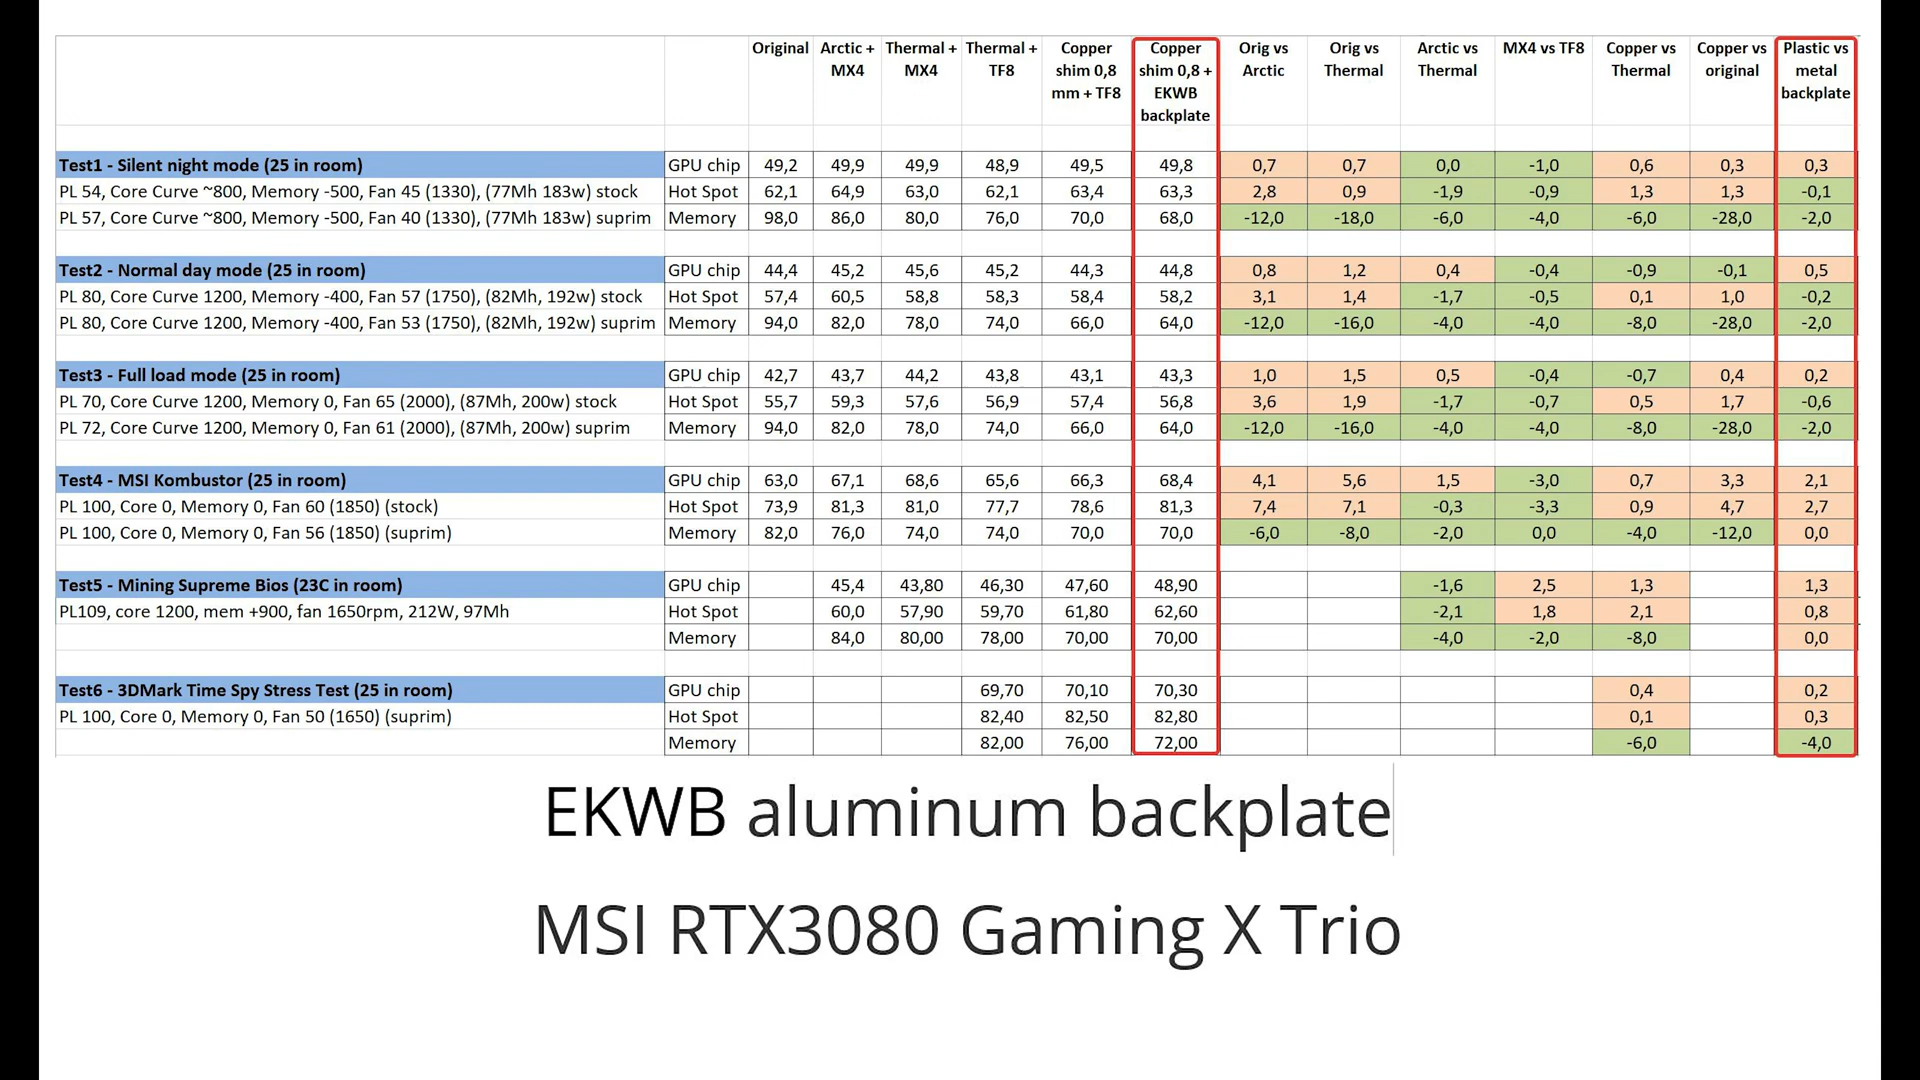 Original Arctic + MX4 Thermal + MX4 Thermal + TF8 Copper shim 0,8 mm + TF8 Copper shim 0,8 + EKWB backplate Orig vs Arctic Orig vs Thermal Arctic vs Thermal MX4 vs TF8 Copper vs Thermal Copper vs original Plastic vs metal backplate
Test1 - Silent night mode (25 in room) GPU chip 49,2 49,9 49,9 48,9 49,5 49,8 0,7 0,7 0,0 -1,0 0,6 0,3 0,3
PL 54, Core Curve ~800, Memory -500, Fan 45 (1330), (77Mh 183w) stock Hot Spot 62,1 64,9 63,0 62,1 63,4 63,3 2,8 0,9 -1,9 -0,9 1,3 1,3 -0,1
PL 57, Core Curve ~800, Memory -500, Fan 40 (1330), (77Mh 183w) suprim Memory 98,0 86,0 80,0 76,0 70,0 68,0 -12,0 -18,0 -6,0 -4,0 -6,0 -28,0 -2,0
Test2 - Normal day mode (25 in room) GPU chip 44,4 45,2 45,6 45,2 44,3 44,8 0,8 1,2 0,4 -0,4 -0,9 -0,1 0,5
PL 80, Core Curve 1200, Memory -400, Fan 57 (1750), (82Mh, 192w) stock Hot Spot 57,4 60,5 58,8 58,3 58,4 58,2 3,1 1,4 -1,7 -0,5 0,1 1,0 -0,2
PL 80, Core Curve 1200, Memory -400, Fan 53 (1750), (82Mh, 192w) suprim Memory 94,0 82,0 78,0 74,0 66,0 64,0 -12,0 -16,0 -4,0 -4,0 -8,0 -28,0 -2,0
Test3 - Full load mode (25 in room) GPU chip 42,7 43,7 44,2 43,8 43,1 43,3 1,0 1,5 0,5 -0,4 -0,7 0,4 0,2
PL 70, Core Curve 1200, Memory 0, Fan 65 (2000), (87Mh, 200w) stock Hot Spot 55,7 59,3 57,6 56,9 57,4 56,8 3,6 1,9 -1,7 -0,7 0,5 1,7 -0,6
PL 72, Core Curve 1200, Memory 0, Fan 61 (2000), (87Mh, 200w) suprim Memory 94,0 82,0 78,0 74,0 66,0 64,0 -12,0 -16,0 -4,0 -4,0 -8,0 -28,0 -2,0
Test4 - MSI Kombustor (25 in room) GPU chip 63,0 67,1 68,6 65,6 66,3 68,4 4,1 5,6 1,5 -3,0 0,7 3,3 2,1
PL 100, Core 0, Memory 0, Fan 60 (1850) (stock) Hot Spot 73,9 81,3 81,0 77,7 78,6 81,3 7,4 7,1 -0,3 -3,3 0,9 4,7 2,7
PL 100, Core 0, Memory 0, Fan 56 (1850) (suprim) Memory 82,0 76,0 74,0 74,0 70,0 70,0 -6,0 -8,0 -2,0 0,0 -4,0 -12,0 0,0
Test5 - Mining Supreme Bios (23C in room) GPU chip 45,4 43,80 46,30 47,60 48,90 -1,6 2,5 1,3 1,3
PL109, core 1200, mem +900, fan 1650rpm, 212W, 97Mh Hot Spot 60,0 57,90 59,70 61,80 62,60 -2,1 1,8 2,1 0,8
Memory 84,0 80,00 78,00 70,00 70,00 -4,0 -2,0 -8,0 0,0
Test6 - 3DMark Time Spy Stress Test (25 in room) GPU chip 69,70 70,10 70,30 0,4 0,2
PL 100, Core 0, Memory 0, Fan 50 (1650) (suprim) Hot Spot 82,40 82,50 82,80 0,1 0,3
Memory 82,00 76,00 72,00 -6,0 -4,0
EKWB aluminum backplate
MSI RTX3080 Gaming X Trio